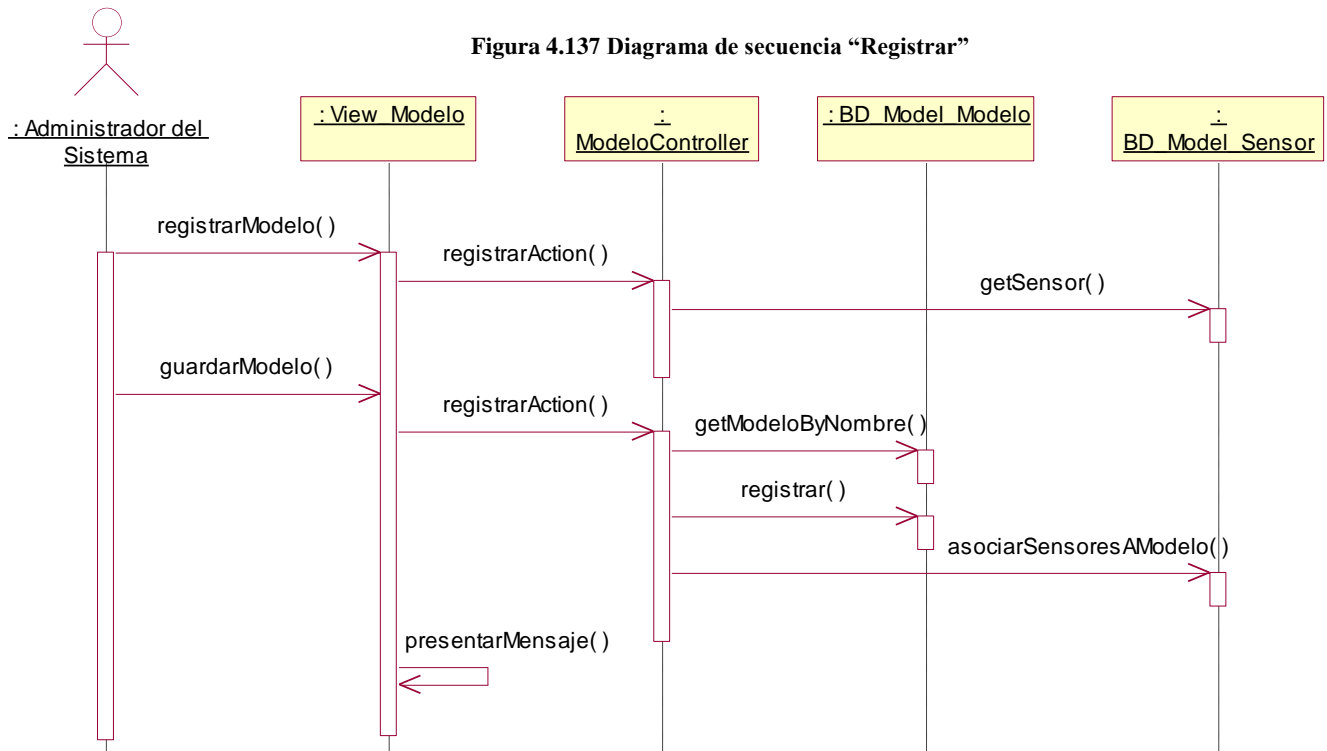 Figura 4.137 Diagrama de secuencia “Registrar”
: Administrador del
Sistema
: View_Modelo
:
ModeloController
: BD_Model_Modelo
:
BD_Model_Sensor
registrarModelo( )
registrarAction( )
getSensor( )
guardarModelo( )
registrarAction( )
getModeloByNombre( )
registrar( )
asociarSensoresAModelo( )
presentarMensaje( )